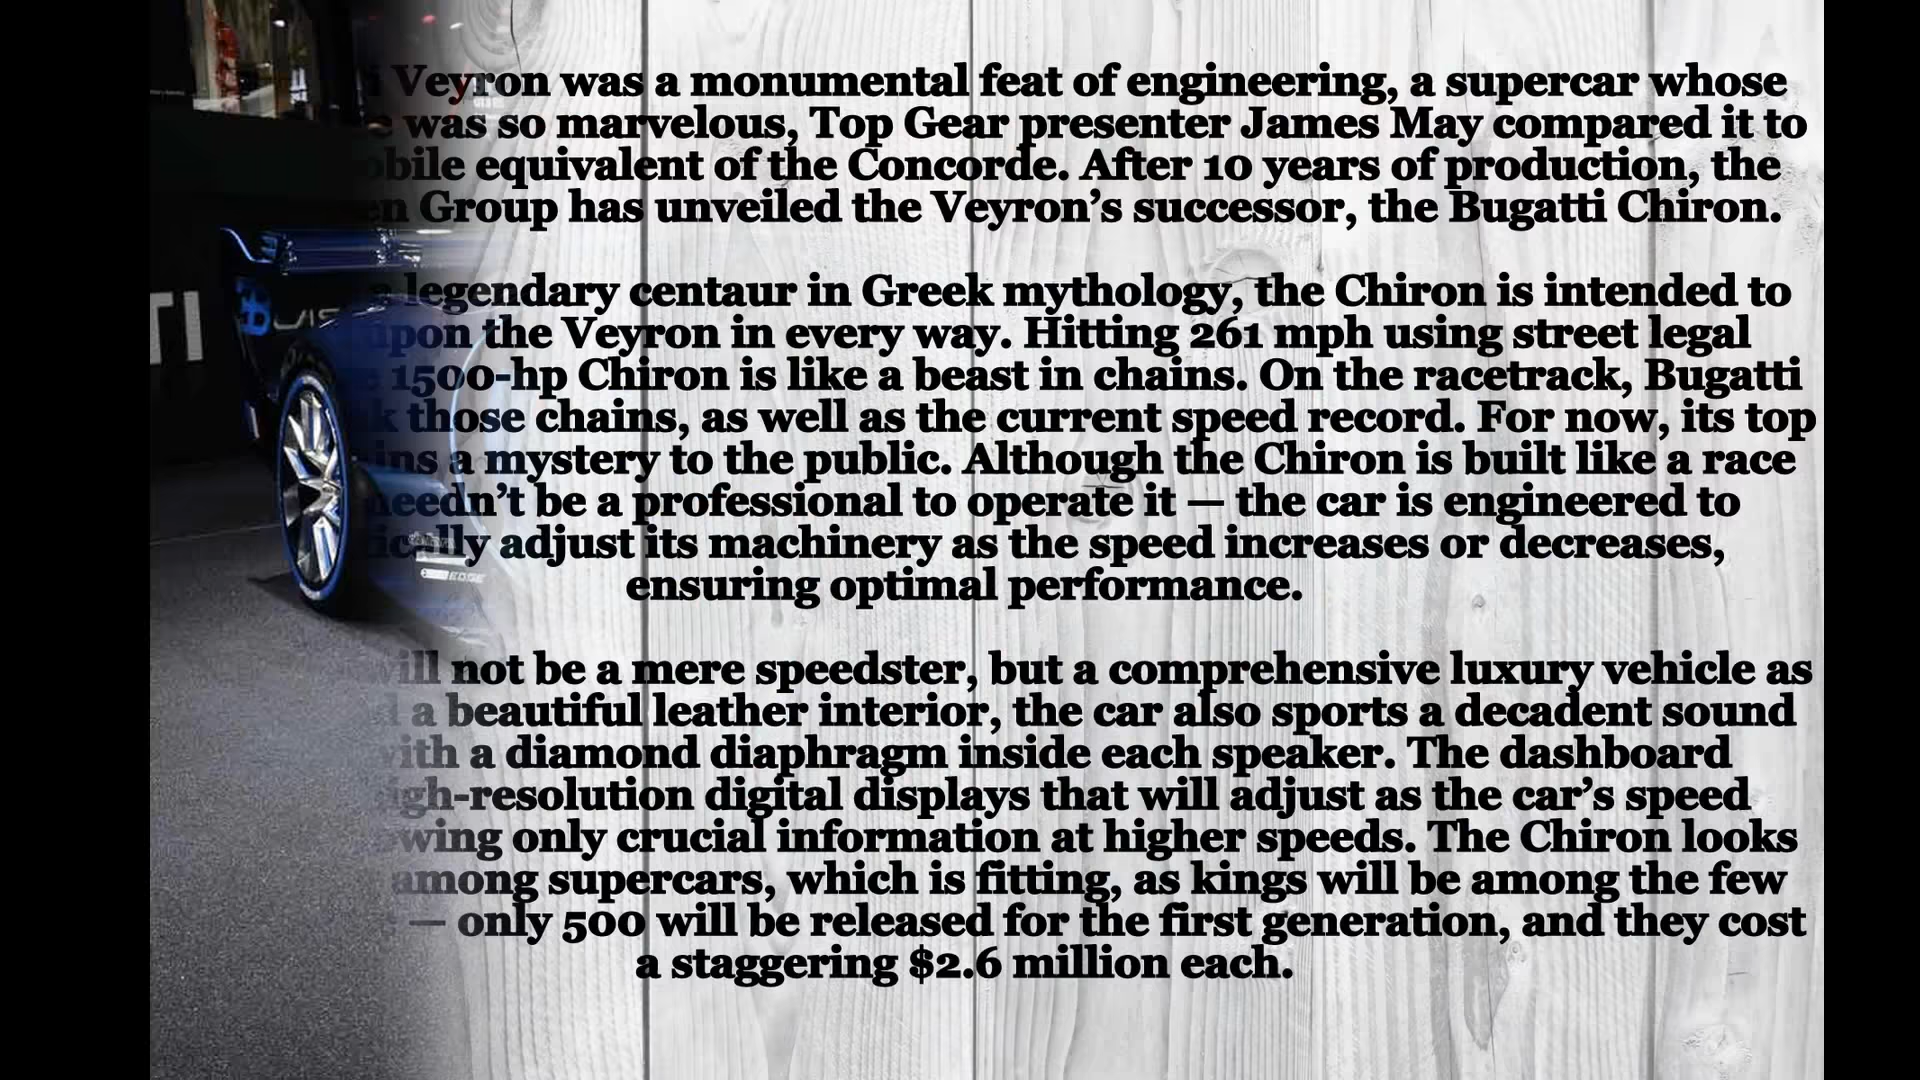 Veyron was a monumental feat of engineering, a supercar whose
was so marvelous, Top Gear presenter James May compared it to
equivalent of the Concorde. After 10 years of production, the
Group has unveiled the Veyron’s successor, the Bugatti Chiron.
a legendary centaur in Greek mythology, the Chiron is intended to
upon the Veyron in every way. Hitting 261 mph using street legal
1500-hp Chiron is like a beast in chains. On the racetrack, Bugatti
those chains, as well as the current speed record. For now, its top
a mystery to the public. Although the Chiron is built like a race
needn’t be a professional to operate it — the car is engineered to
adjust its machinery as the speed increases or decreases,
ensuring optimal performance.
will not be a mere speedster, but a comprehensive luxury vehicle as
a beautiful leather interior, the car also sports a decadent sound
with a diamond diaphragm inside each speaker. The dashboard
high-resolution digital displays that will adjust as the car’s speed
only crucial information at higher speeds. The Chiron looks
among supercars, which is fitting, as kings will be among the few
— only 500 will be released for the first generation, and they cost
a staggering $2.6 million each.
TI